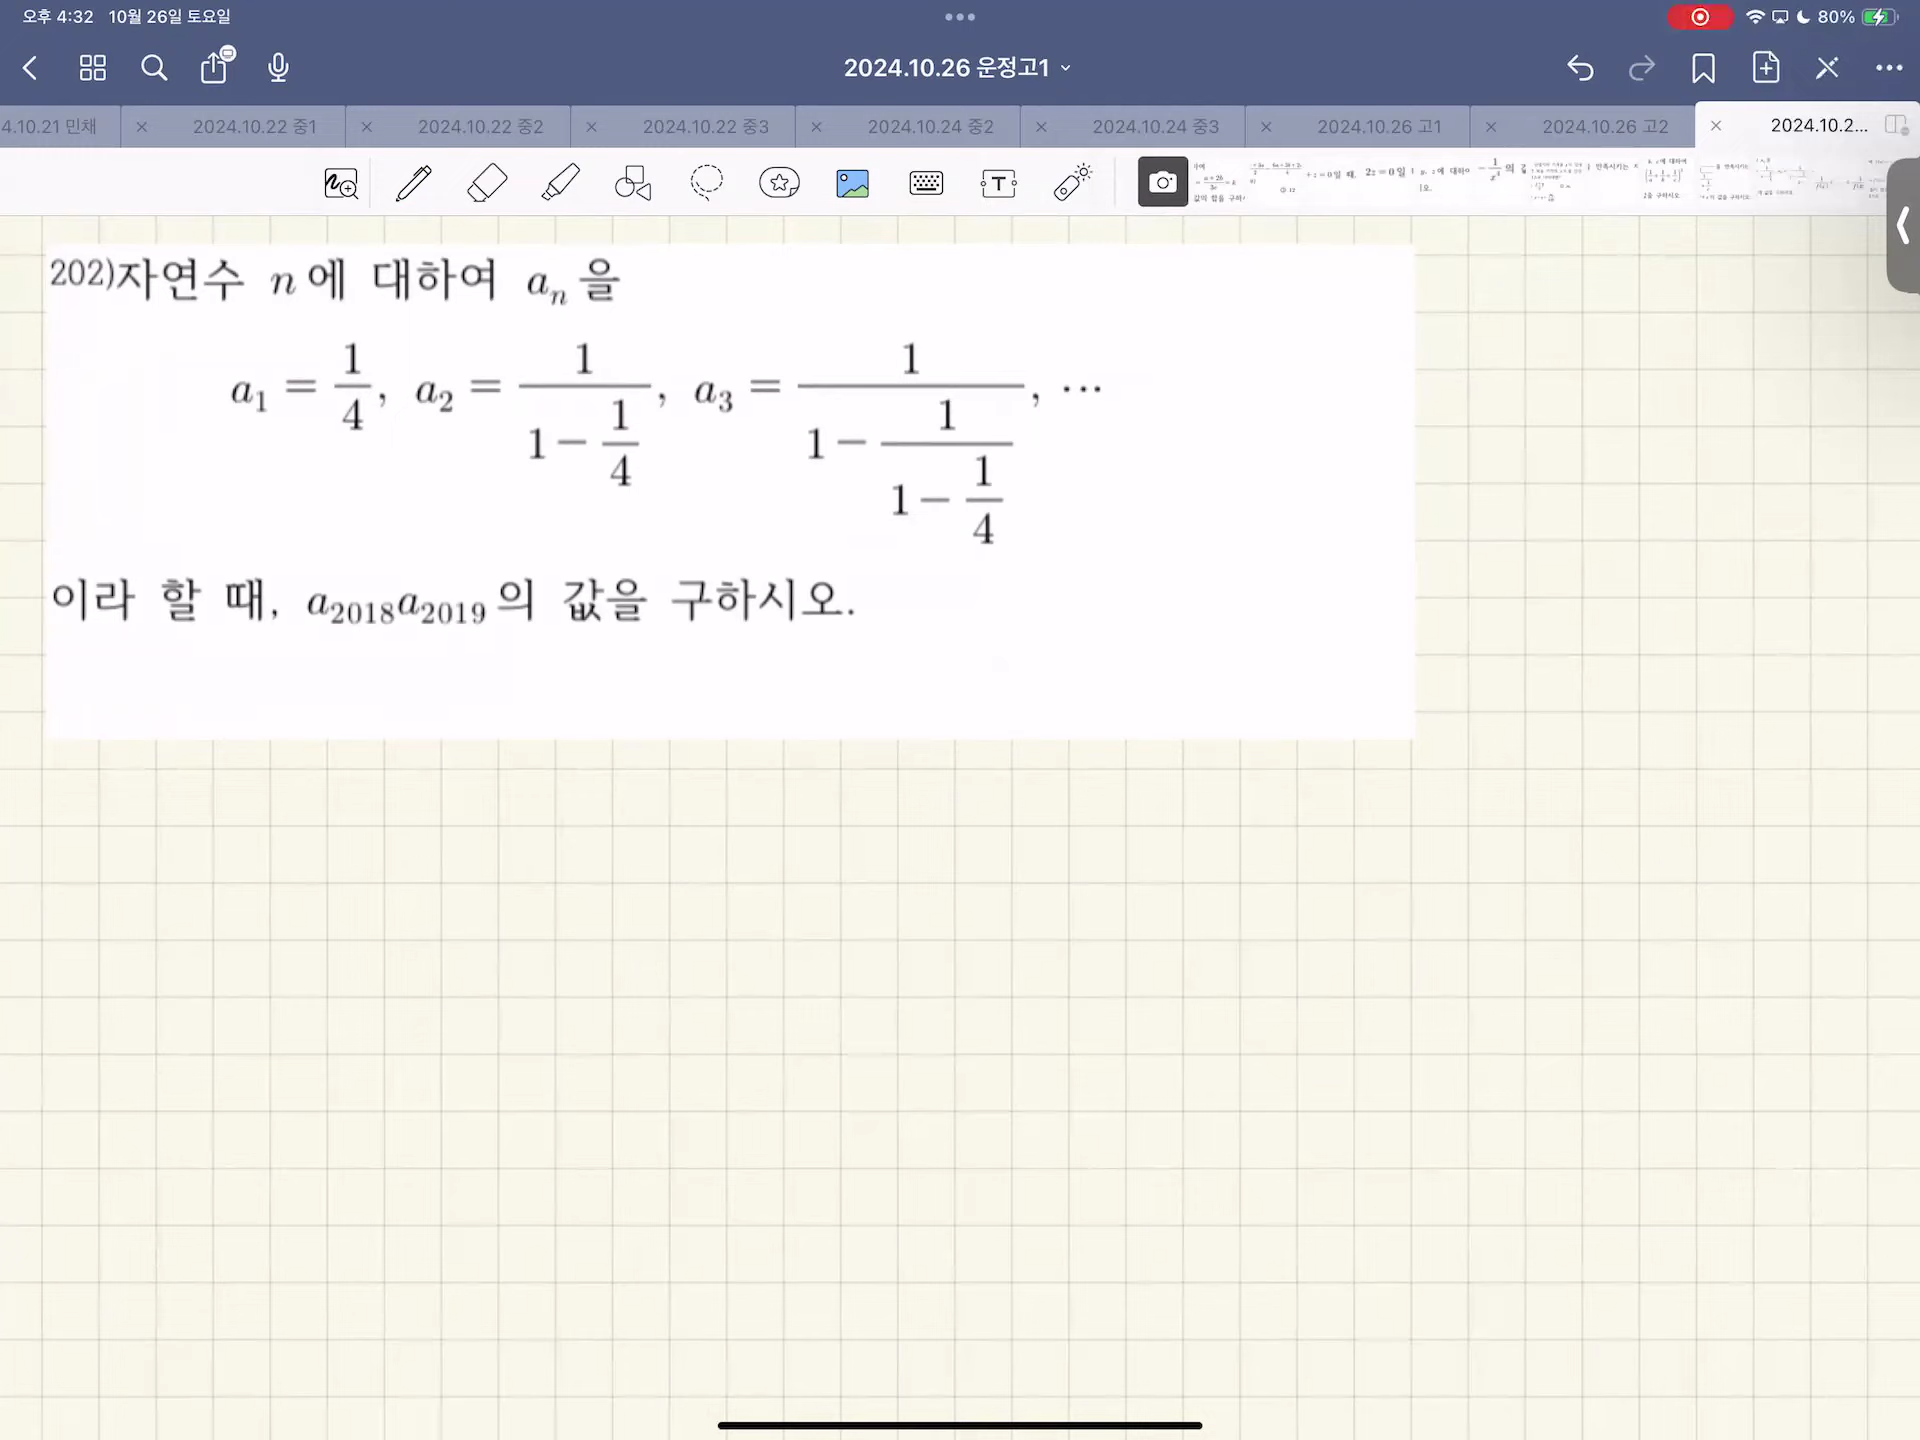 오후 4:32 10월 26일 토요일
80%
2024.10.26 운정고1
4.10.21 민채
2024.10.22 중1
2024.10.22 중2
2024.10.22 중3
2024.10.24 중2
2024.10.24 중3
2024.10.26 고1
2024.10.26 고2
2024.10.2...
202)자연수 n에 대하여 aₙ을
a₁ = 1/4, a₂ = 1/(1 − 1/4), a₃ = 1/(1 − 1/(1 − 1/4)), ⋯
이라 할 때, a₂₀₁₈a₂₀₁₉의 값을 구하시오.